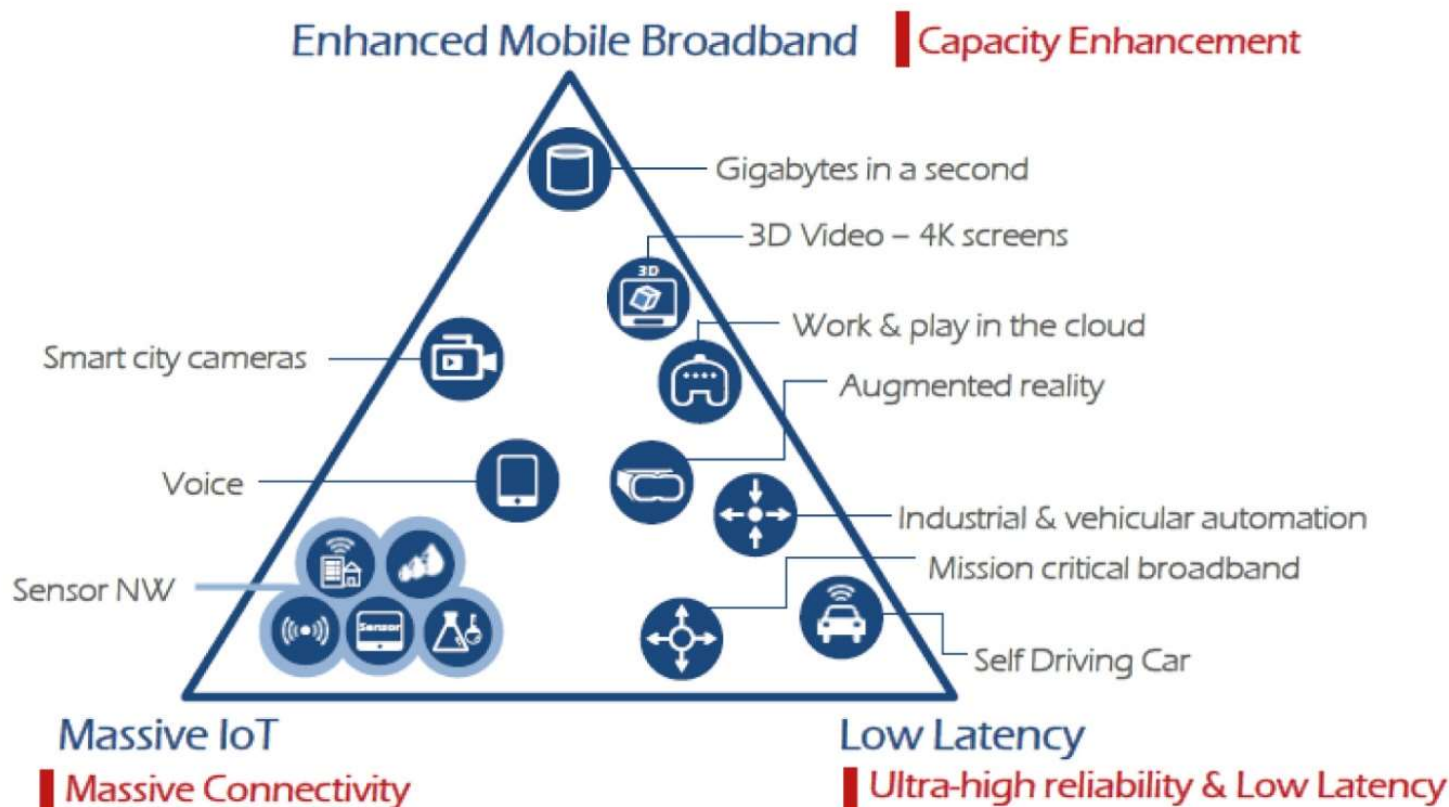 Enhanced Mobile Broadband
Capacity Enhancement
Gigabytes in a second
3D Video – 4K screens
3D
Work & play in the cloud
Smart city cameras
Augmented reality
Voice
Industrial & vehicular automation
Mission critical broadband
Sensor NW
Sensor
Self Driving Car
Massive IoT
Low Latency
Massive Connectivity
Ultra-high reliability & Low Latency